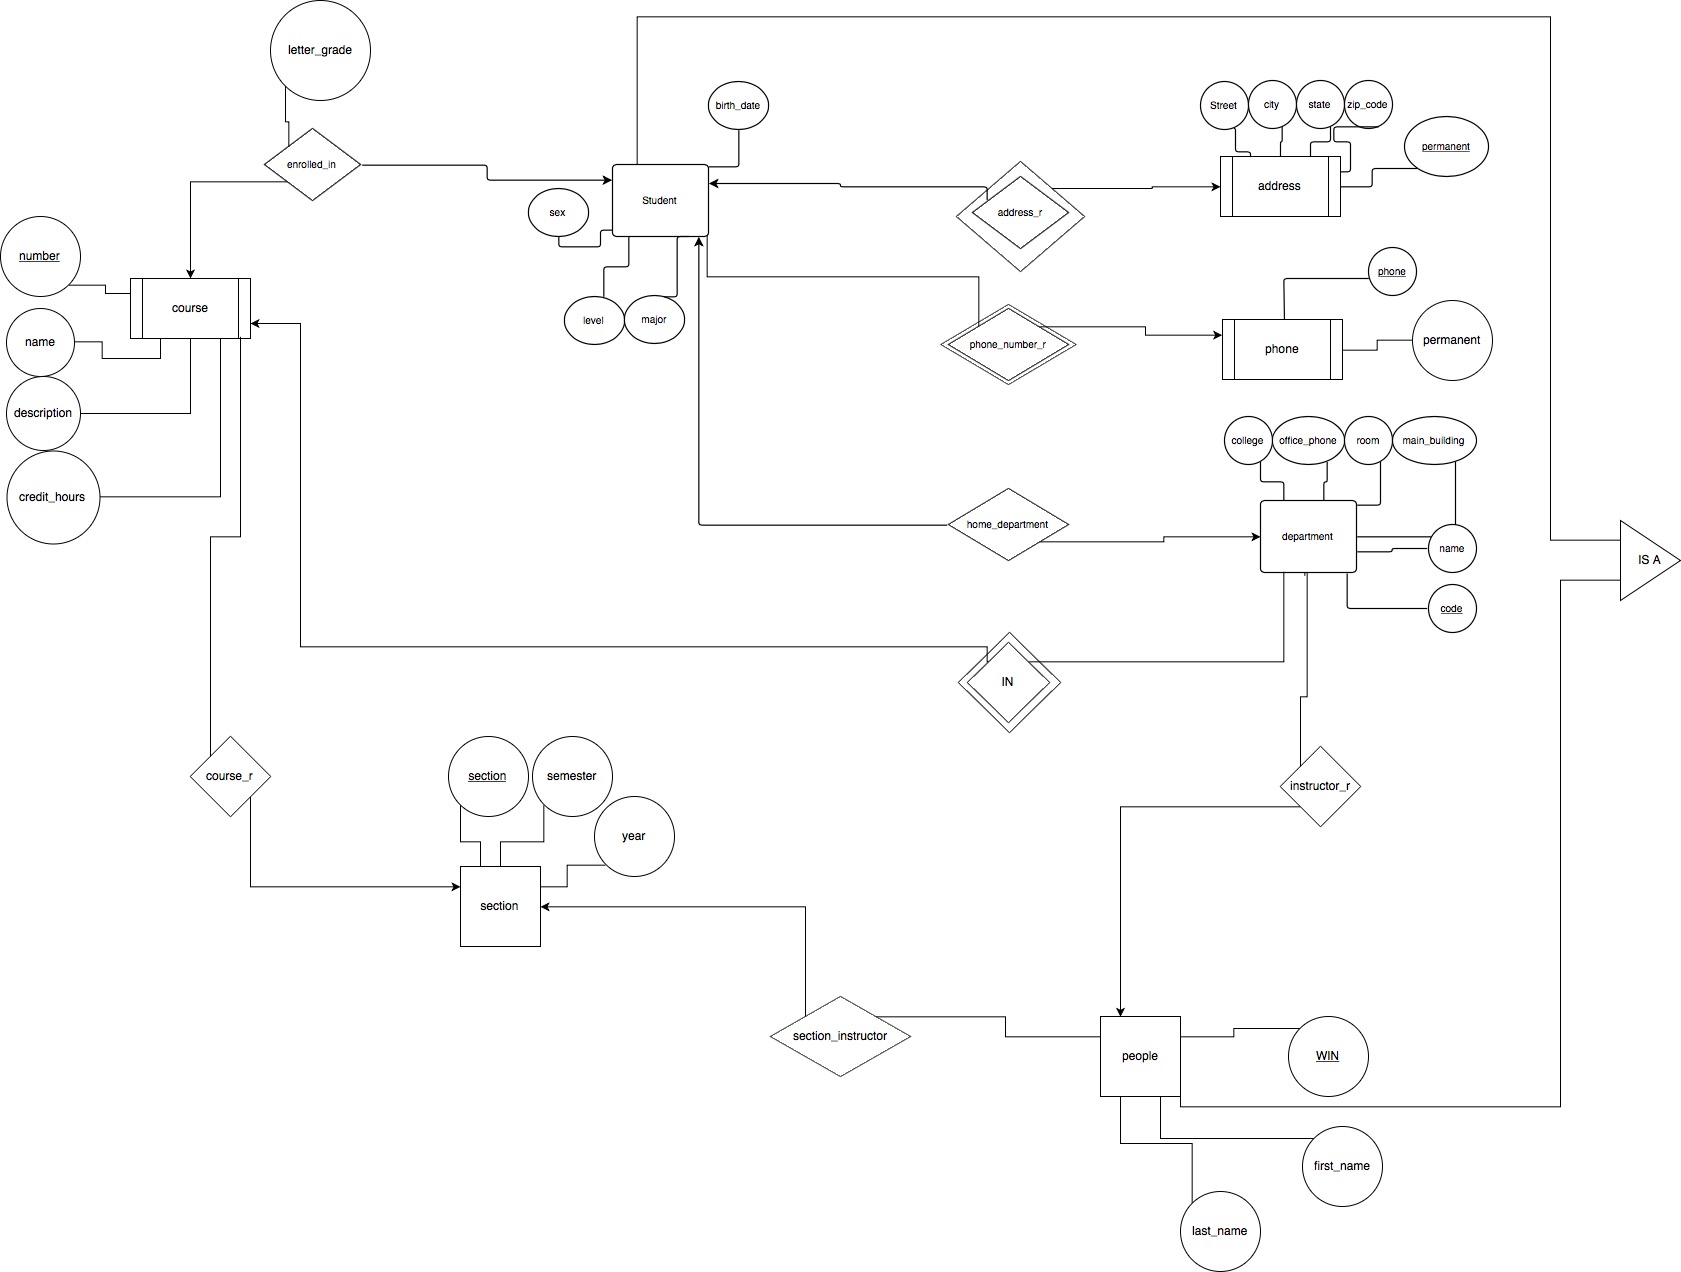 letter_grade
enrolled_in
birth_date
Student
sex
level
major
Street
city
state
zip_code
permanent
address
address_r
phone
permanent
phone
phone_number_r
number
course
name
description
credit_hours
college
office_phone
room
main_building
home_department
department
name
code
IS A
IN
course_r
section
semester
year
section
instructor_r
section_instructor
people
WIN
first_name
last_name